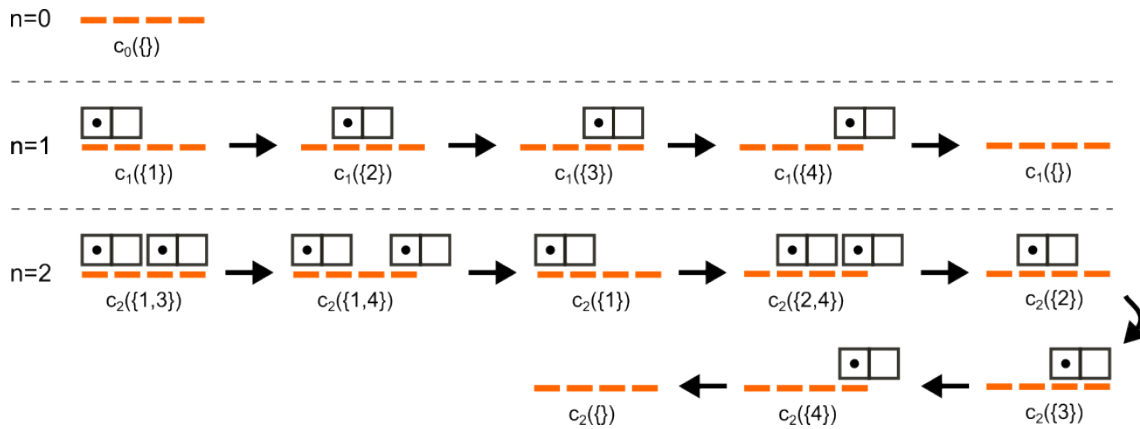 n=0
c₀({})
n=1
c₁({1}) c₁({2}) c₁({3}) c₁({4}) c₁({})
n=2
c₂({1,3}) c₂({1,4}) c₂({1}) c₂({2,4}) c₂({2})
c₂({}) c₂({4}) c₂({3})